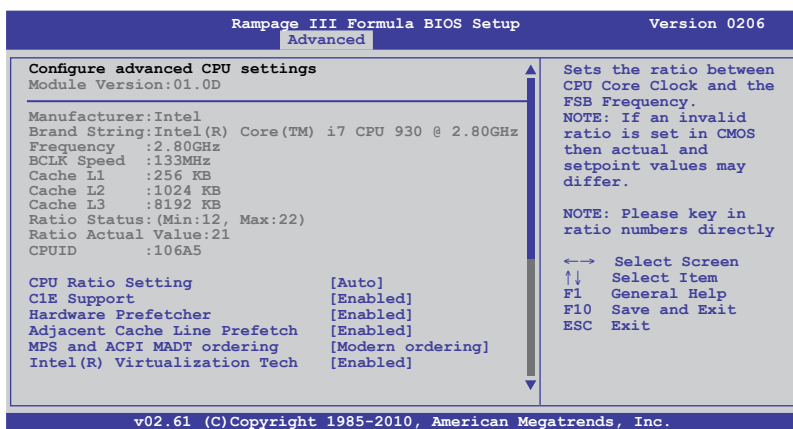 Rampage III Formula BIOS Setup Version 0206
Advanced
Configure advanced CPU settings
Module Version:01.0D
Manufacturer:Intel
Brand String:Intel(R) Core(TM) i7 CPU 930 @ 2.80GHz
Frequency :2.80GHz
BCLK Speed :133MHz
Cache L1 :256 KB
Cache L2 :1024 KB
Cache L3 :8192 KB
Ratio Status:(Min:12, Max:22)
Ratio Actual Value:21
CPUID :106A5
CPU Ratio Setting [Auto]
C1E Support [Enabled]
Hardware Prefetcher [Enabled]
Adjacent Cache Line Prefetch [Enabled]
MPS and ACPI MADT ordering [Modern ordering]
Intel(R) Virtualization Tech [Enabled]
Sets the ratio between
CPU Core Clock and the
FSB Frequency.
NOTE: If an invalid
ratio is set in CMOS
then actual and
setpoint values may
differ.
NOTE: Please key in
ratio numbers directly
←→ Select Screen
↑↓ Select Item
F1 General Help
F10 Save and Exit
ESC Exit
v02.61 (C)Copyright 1985-2010, American Megatrends, Inc.